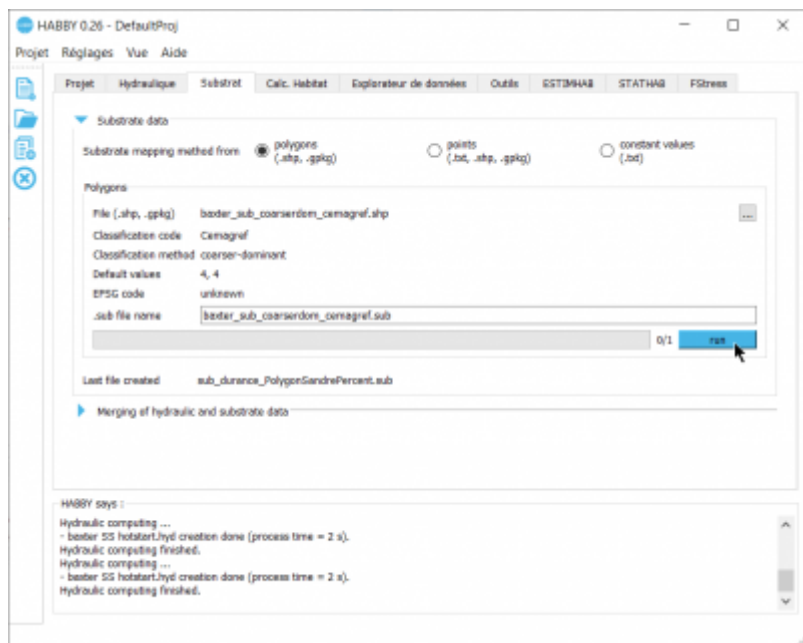 HABBY 0.26 - DefaultProj
Projet Réglages Vue Aide
Projet Hydraulique Substrat Calc. Habitat Explorateur de données Outils ESTIMHAB STATHAB FStress
Substrate data
Substrate mapping method from polygons (.shp, .gpkg) points (.txt, .shp, .gpkg) constant values (.txt)
Polygons
File (.shp, .gpkg) baxter_sub_coarserdom_cemagref.shp ...
Classification code Cemagref
Classification method coarser-dominant
Default values 4, 4
EPSG code unknown
.sub file name baxter_sub_coarserdom_cemagref.sub
0/1 run
Last file created sub_durance_PolygonSandrePercent.sub
Merging of hydraulic and substrate data
HABBY says :
Hydraulic computing ...
- baxter SS hotstart.hyd creation done (process time = 2 s).
Hydraulic computing finished.
Hydraulic computing ...
- baxter SS hotstart.hyd creation done (process time = 2 s).
Hydraulic computing finished.